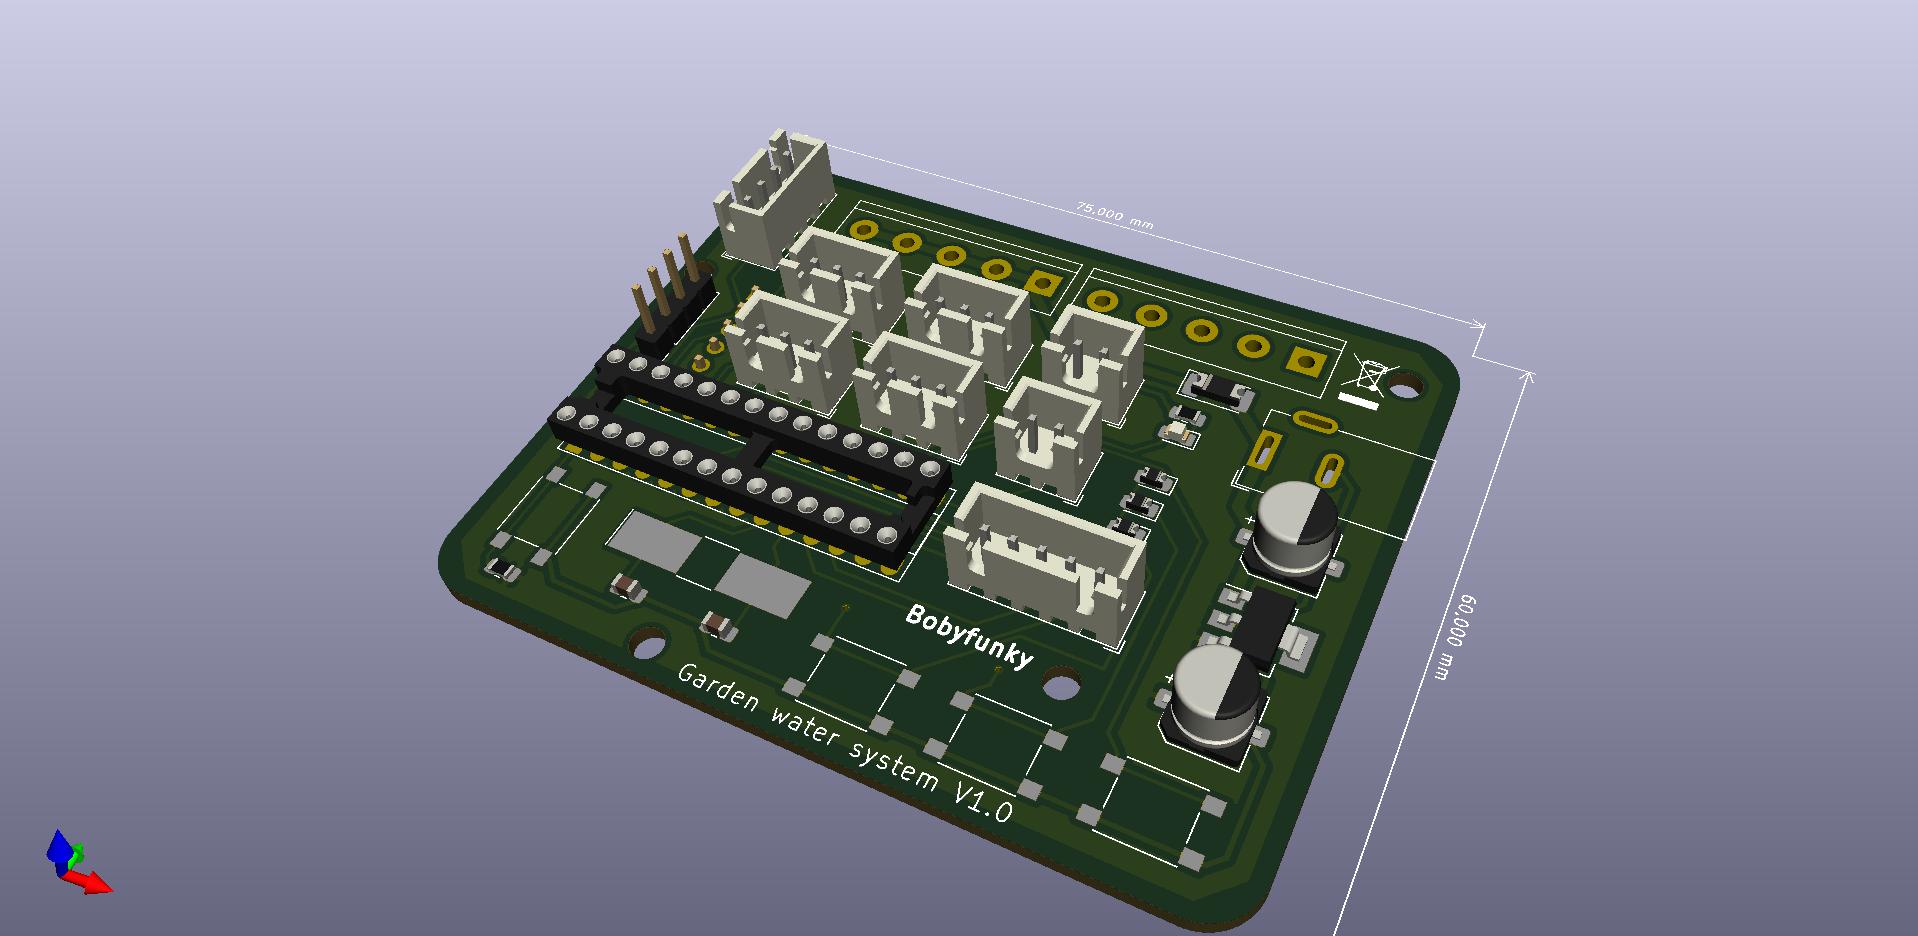 75,000 mm
60,000 mm
Bobyfunky
Garden water system V1.0
+
+